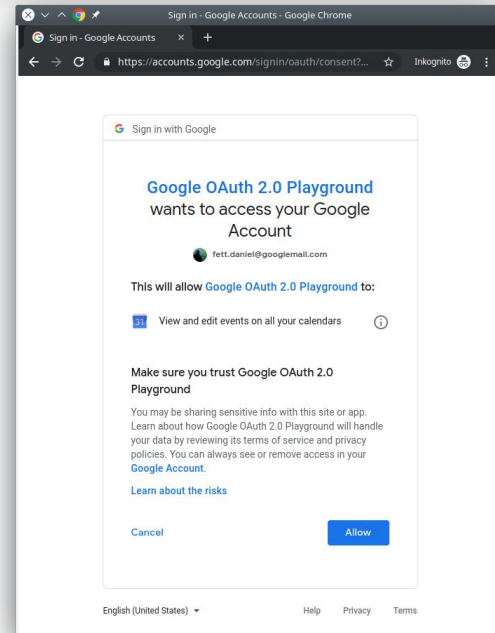 Sign in - Google Accounts - Google Chrome
Sign in - Google Accounts
https://accounts.google.com/signin/oauth/consent?... Inkognito
Sign in with Google
Google OAuth 2.0 Playground
wants to access your Google
Account
fett.daniel@googlemail.com
This will allow Google OAuth 2.0 Playground to:
31 View and edit events on all your calendars
Make sure you trust Google OAuth 2.0
Playground
You may be sharing sensitive info with this site or app.
Learn about how Google OAuth 2.0 Playground will handle
your data by reviewing its terms of service and privacy
policies. You can always see or remove access in your
Google Account.
Learn about the risks
Cancel Allow
English (United States) Help Privacy Terms